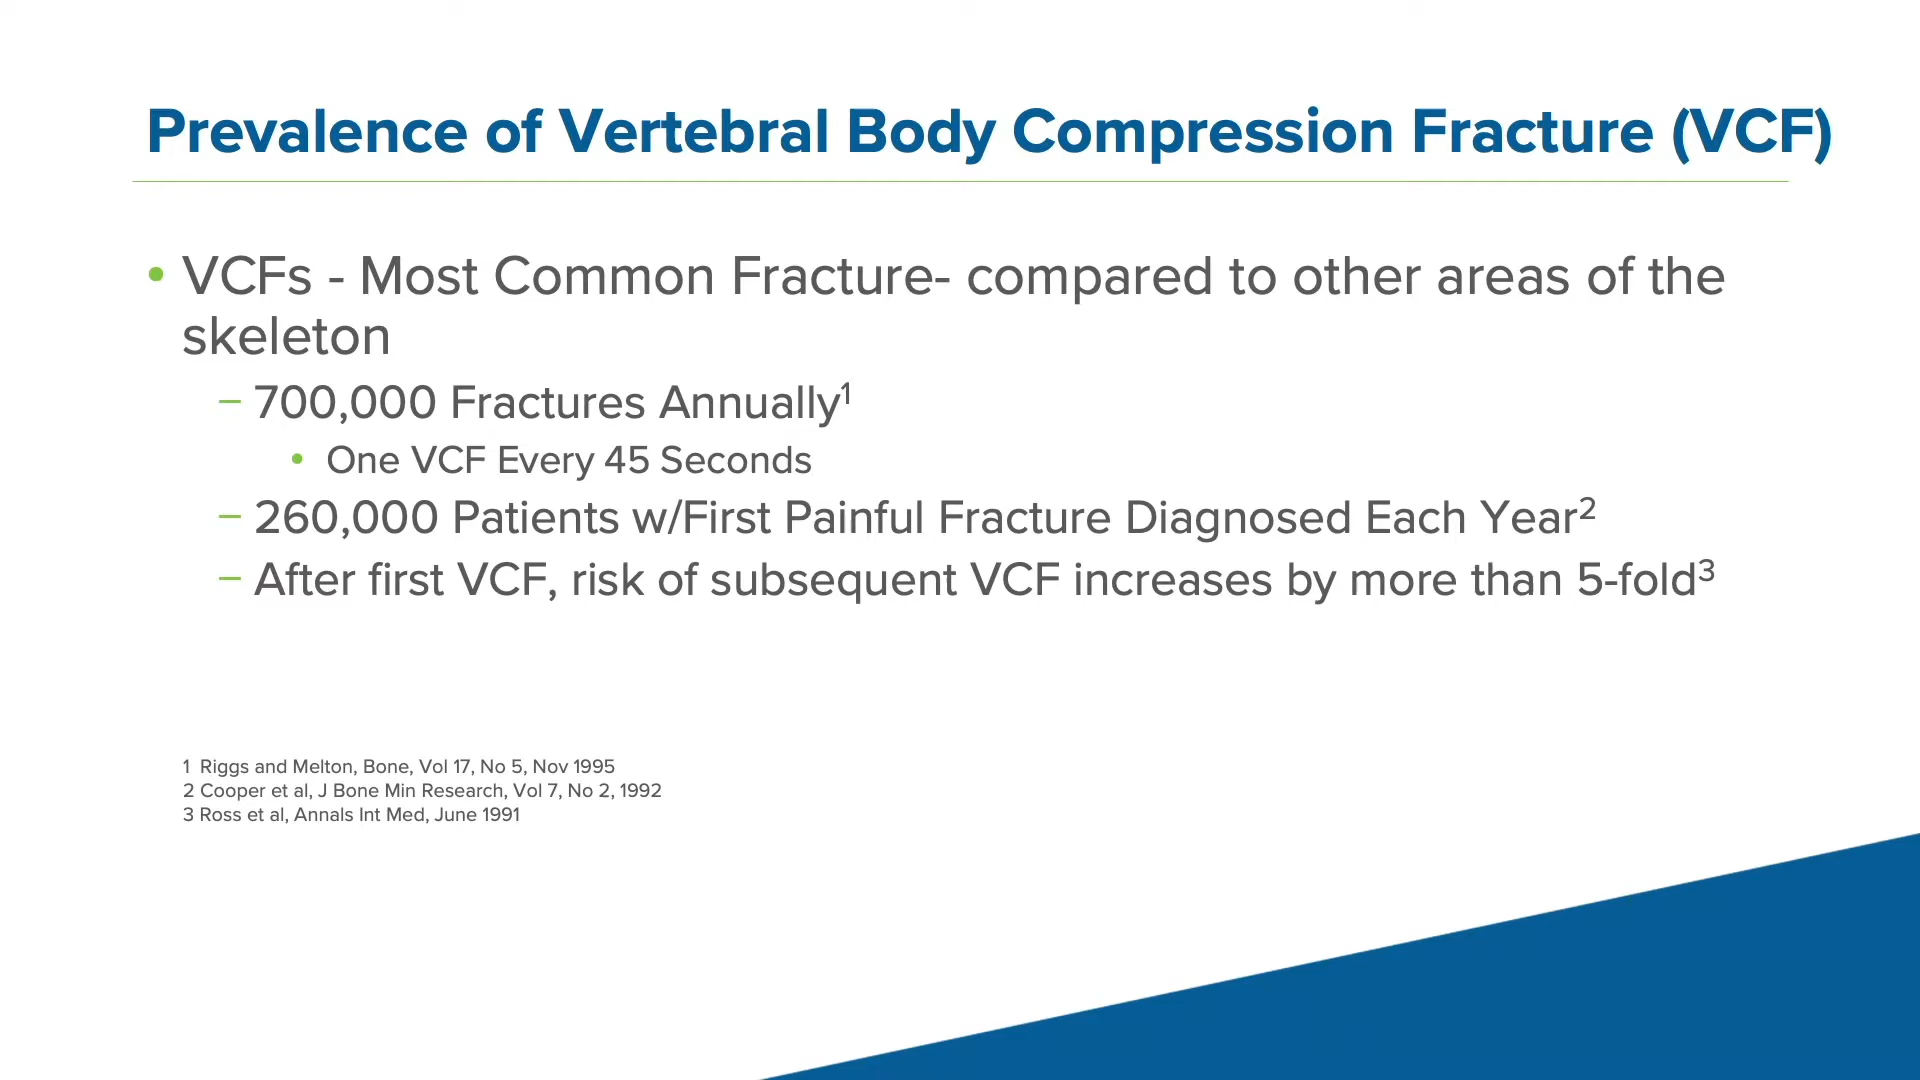 Prevalence of Vertebral Body Compression Fracture (VCF)
• VCFs - Most Common Fracture- compared to other areas of the
skeleton
– 700,000 Fractures Annually¹
• One VCF Every 45 Seconds
– 260,000 Patients w/First Painful Fracture Diagnosed Each Year²
– After first VCF, risk of subsequent VCF increases by more than 5-fold³
1 Riggs and Melton, Bone, Vol 17, No 5, Nov 1995
2 Cooper et al, J Bone Min Research, Vol 7, No 2, 1992
3 Ross et al, Annals Int Med, June 1991